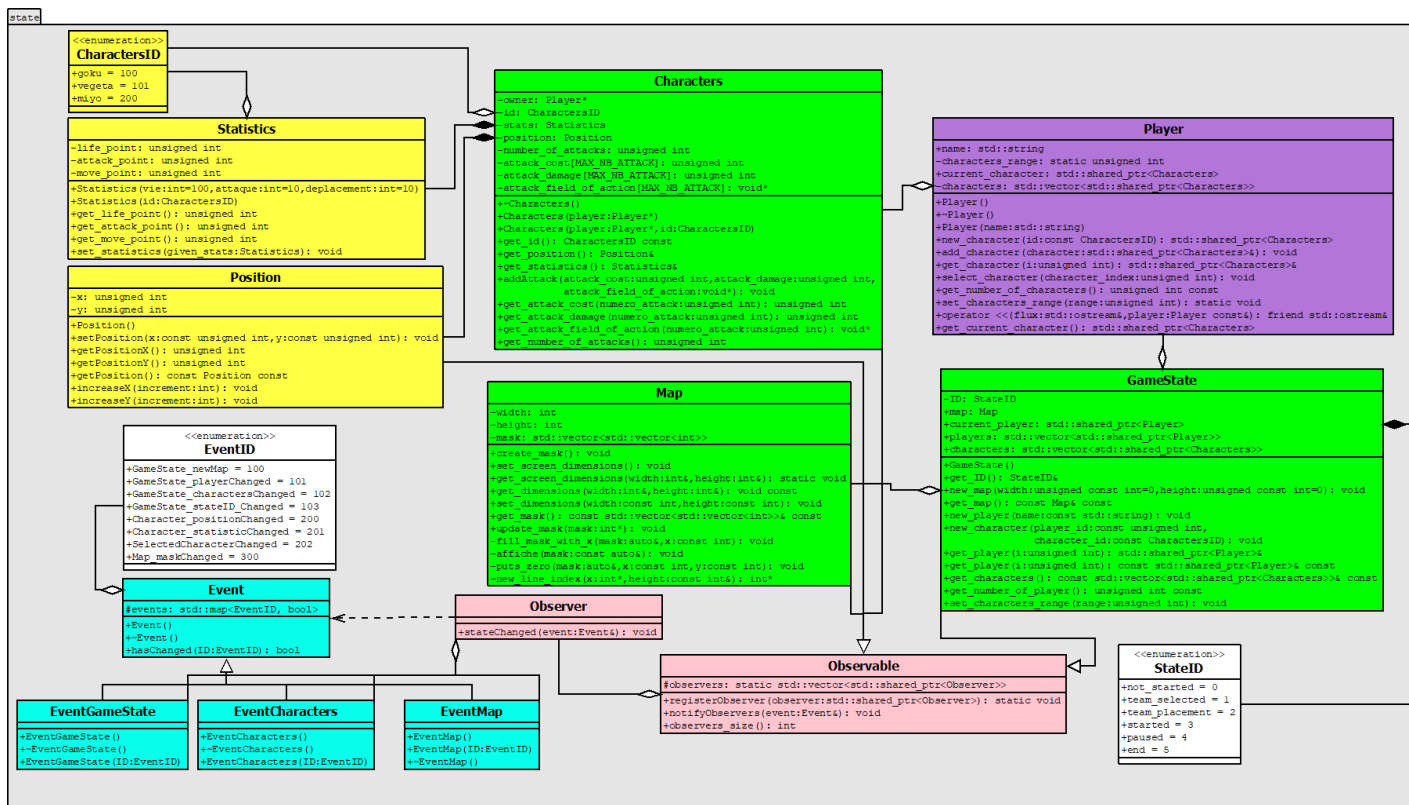 state
<<enumeration>>
CharactersID
+goku = 100
+vegeta = 101
+miyo = 200
Statistics
-life_point: unsigned int
-attack_point: unsigned int
-move_point: unsigned int
+Statistics(vie:int=100,attaque:int=10,deplacement:int=10)
+Statistics(id:CharactersID)
+get_life_point(): unsigned int
+get_attack_point(): unsigned int
+get_move_point(): unsigned int
+set_statistics(given_stats:Statistics): void
Position
-x: unsigned int
-y: unsigned int
+Position()
+setPosition(x:const unsigned int,y:const unsigned int): void
+getPositionX(): unsigned int
+getPositionY(): unsigned int
+getPosition(): const Position const
+increaseX(increment:int): void
+increaseY(increment:int): void
Characters
-owner: Player*
-id: CharactersID
-stats: Statistics
-position: Position
-number_of_attacks: unsigned int
-attack_cost[MAX_NB_ATTACK]: unsigned int
-attack_damage[MAX_NB_ATTACK]: unsigned int
-attack_field_of_action[MAX_NB_ATTACK]: void*
+~Characters()
+Characters(player:Player*)
+Characters(player:Player*,id:CharactersID)
+get_id(): CharactersID const
+get_position(): Position&
+get_statistics(): Statistics&
+addAttack(attack_cost:unsigned int,attack_damage:unsigned int,
attack_field_of_action:void*): void
+get_attack_cost(numero_attack:unsigned int): unsigned int
+get_attack_damage(numero_attack:unsigned int): unsigned int
+get_attack_field_of_action(numero_attack:unsigned int): void*
+get_number_of_attacks(): unsigned int
Player
+name: std::string
-characters_range: static unsigned int
+current_character: std::shared_ptr<Characters>
-characters: std::vector<std::shared_ptr<Characters>>
+Player()
+~Player()
+Player(name:std::string)
+new_character(id:const CharactersID): std::shared_ptr<Characters>
+add_character(character:std::shared_ptr<Characters>&): void
+get_character(i:unsigned int): std::shared_ptr<Characters>&
+select_character(character_index:unsigned int): void
+get_number_of_characters(): unsigned int const
+set_characters_range(range:unsigned int): static void
+operator <<(flux:std::ostream&,player:Player const&): friend std::ostream&
+get_current_character(): std::shared_ptr<Characters>
Map
-width: int
-height: int
-mask: std::vector<std::vector<int>>
+create_mask(): void
+set_screen_dimensions(): void
+get_screen_dimensions(width:int&,height:int&): static void
+get_dimensions(width:int&,height:int&): void const
+set_dimensions(width:const int,height:const int): void
+get_mask(): const std::vector<std::vector<int>>& const
+update_mask(mask:int*): void
-fill_mask_with_x(mask:auto&,x:const int): void
-affiche(mask:const auto&): void
-puts_zero(mask:auto&,x:const int,y:const int): void
-new_line_index(x:int*,height:const int&): int*
GameState
-ID: StateID
+map: Map
+current_player: std::shared_ptr<Player>
+players: std::vector<std::shared_ptr<Player>>
+characters: std::vector<std::shared_ptr<Characters>>
+GameState()
+get_ID(): StateID&
+new_map(width:unsigned const int=0,height:unsigned const int=0): void
+get_map(): const Map& const
+new_player(name:const std::string): void
+new_character(player_id:const unsigned int,
character_id:const CharactersID): void
+get_player(i:unsigned int): std::shared_ptr<Player>&
+get_player(i:unsigned int): const std::shared_ptr<Player>& const
+get_characters(): const std::vector<std::shared_ptr<Characters>>& const
+get_number_of_player(): unsigned int const
+set_characters_range(range:unsigned int): void
<<enumeration>>
EventID
+GameState_newMap = 100
+GameState_playerChanged = 101
+GameState_charactersChanged = 102
+GameState_stateID_Changed = 103
+Character_positionChanged = 200
+Character_statisticChanged = 201
+SelectedCharacterChanged = 202
+Map_maskChanged = 300
Event
#events: std::map<EventID, bool>
+Event()
+~Event()
+hasChanged(ID:EventID): bool
Observer
+stateChanged(event:Event&): void
Observable
#observers: static std::vector<std::shared_ptr<Observer>>
+registerObserver(observer:std::shared_ptr<Observer>): static void
+notifyObservers(event:Event&): void
+observers_size(): int
<<enumeration>>
StateID
+not_started = 0
+team_selected = 1
+team_placement = 2
+started = 3
+paused = 4
+end = 5
EventGameState
+EventGameState()
+~EventGameState()
+EventGameState(ID:EventID)
EventCharacters
+EventCharacters()
+~EventCharacters()
+EventCharacters(ID:EventID)
EventMap
+EventMap()
+EventMap(ID:EventID)
+~EventMap()